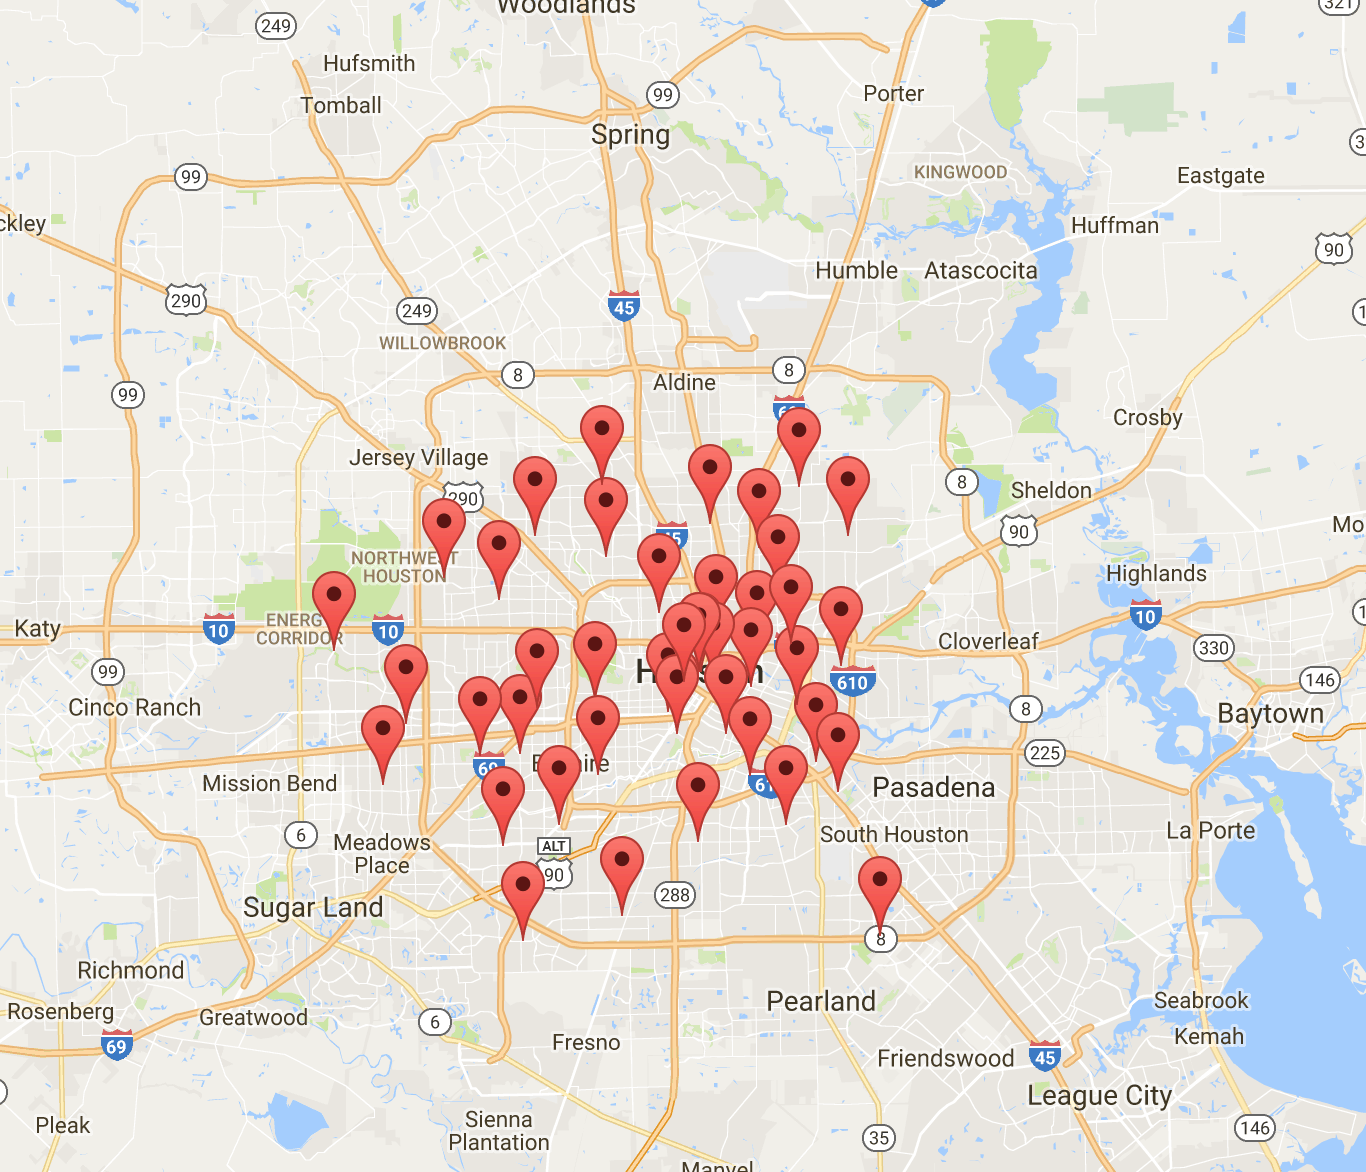 Woodlands
321
249
Hufsmith
99
Porter
Tomball
Spring
KINGWOOD
99
Eastgate
ckley
Huffman
90
Humble
Atascocita
290
45
249
WILLOWBROOK
8
8
Aldine
99
Crosby
Jersey Village
8
290
Sheldon
90
Mo
45
NORTHWEST
HOUSTON
Highlands
10
ENERG
CORRIDOR
Katy
10
10
Cloverleaf
330
99
H
n
610
146
Cinco Ranch
8
Baytown
225
69
B
ire
Mission Bend
61
Pasadena
6
South Houston
La Porte
Meadows
Place
ALT
90
288
Sugar Land
8
Richmond
Pearland
Seabrook
Rosenberg
Greatwood
6
Kemah
69
Fresno
Friendswood
45
League City
Pleak
Sienna
Plantation
35
146
Manvel